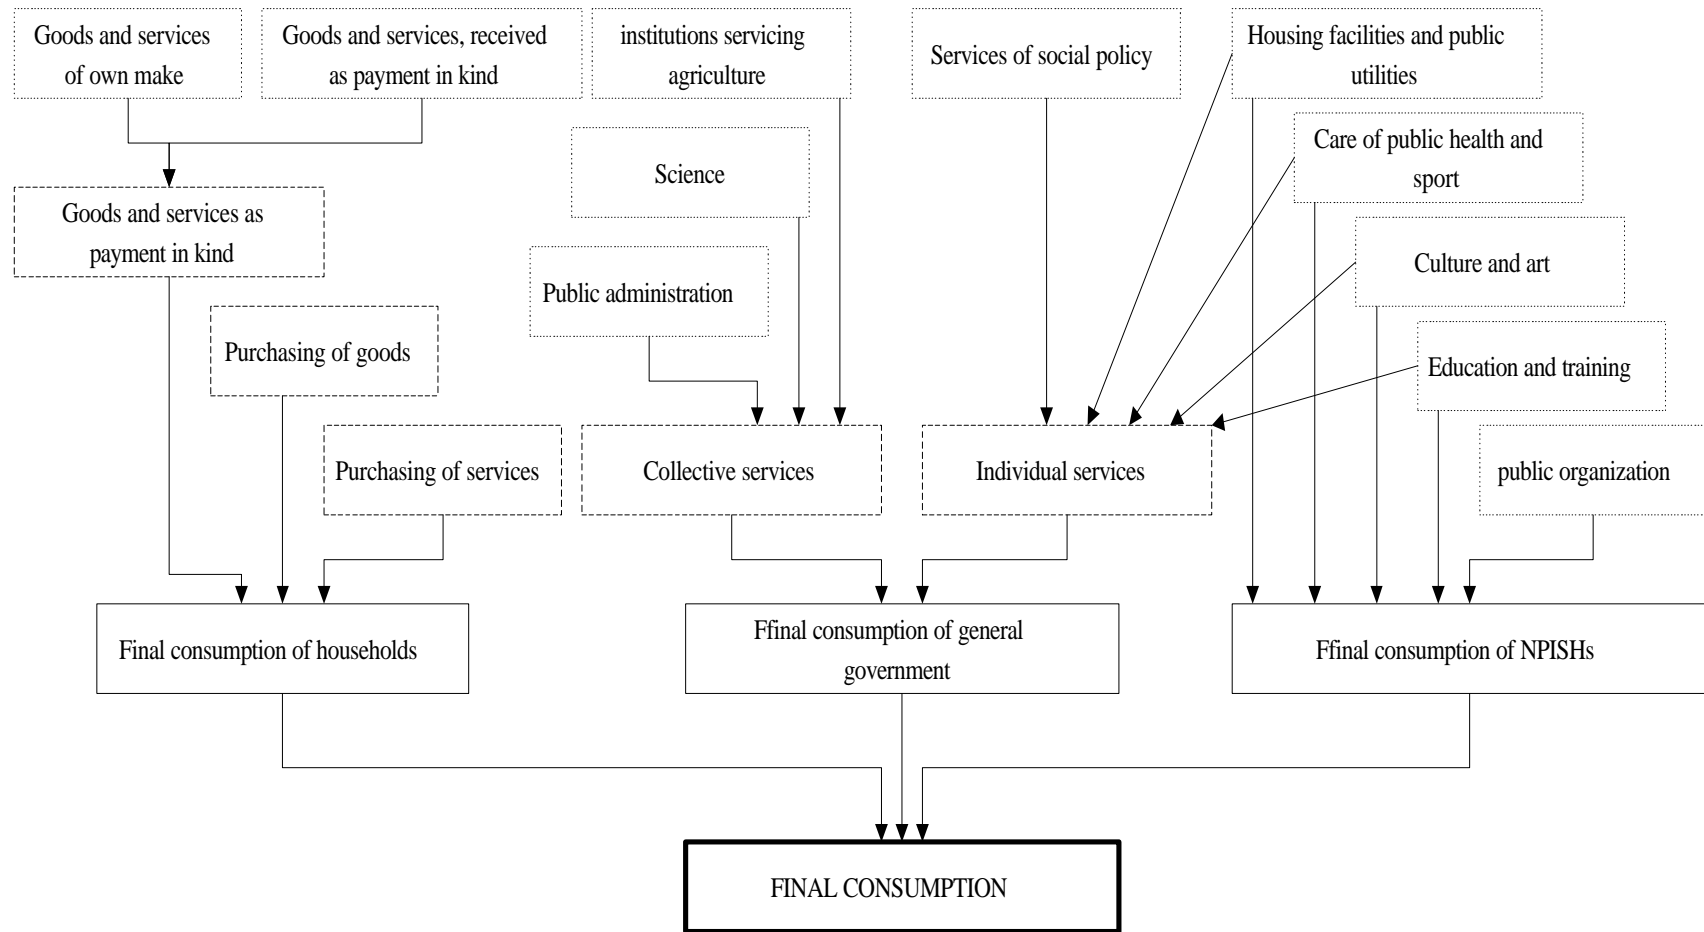 Goods and services
of own make
Goods and services, received
as payment in kind
institutions servicing
agriculture
Services of social policy
Housing facilities and public
utilities
Care of public health and
sport
Science
Goods and services as
payment in kind
Culture and art
Public administration
Purchasing of goods
Education and training
Purchasing of services
Collective services
Individual services
public organization
Final consumption of households
Ffinal consumption of general
government
Ffinal consumption of NPISHs
FINAL CONSUMPTION